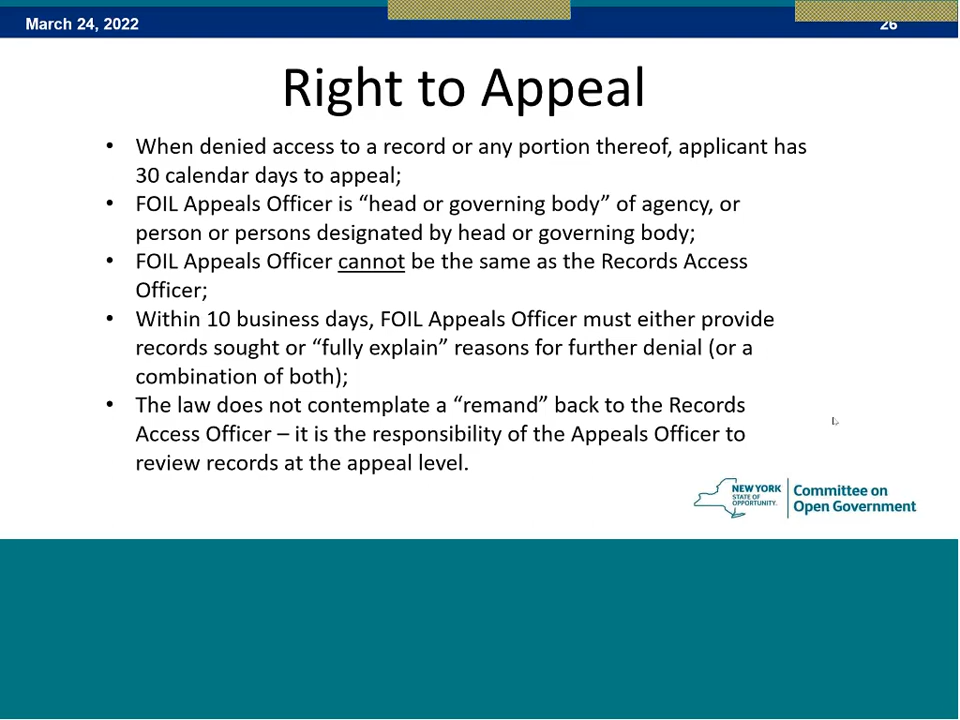 March 24, 2022
26
Right to Appeal
• When denied access to a record or any portion thereof, applicant has
30 calendar days to appeal;
• FOIL Appeals Officer is “head or governing body” of agency, or
person or persons designated by head or governing body;
• FOIL Appeals Officer cannot be the same as the Records Access
Officer;
• Within 10 business days, FOIL Appeals Officer must either provide
records sought or “fully explain” reasons for further denial (or a
combination of both);
• The law does not contemplate a “remand” back to the Records
Access Officer – it is the responsibility of the Appeals Officer to
review records at the appeal level.
NEW YORK
STATE OF
OPPORTUNITY.
Committee on
Open Government